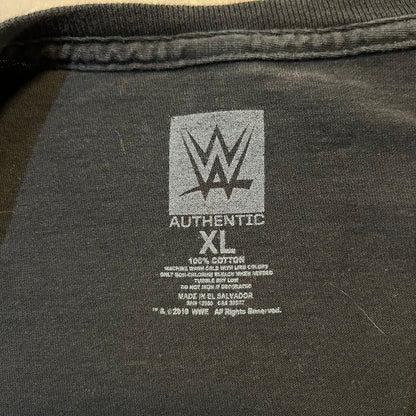 W
AUTHENTIC
XL
100% COTTON
MACHINE WASH COLD WITH LIKE COLORS
ONLY NON-CHLORINE BLEACH WHEN NEEDED
TUMBLE DRY LOW
DO NOT IRON IF DECORATED
MADE IN EL SALVADOR
™ & ©2019 WWE All Rights Reserved.